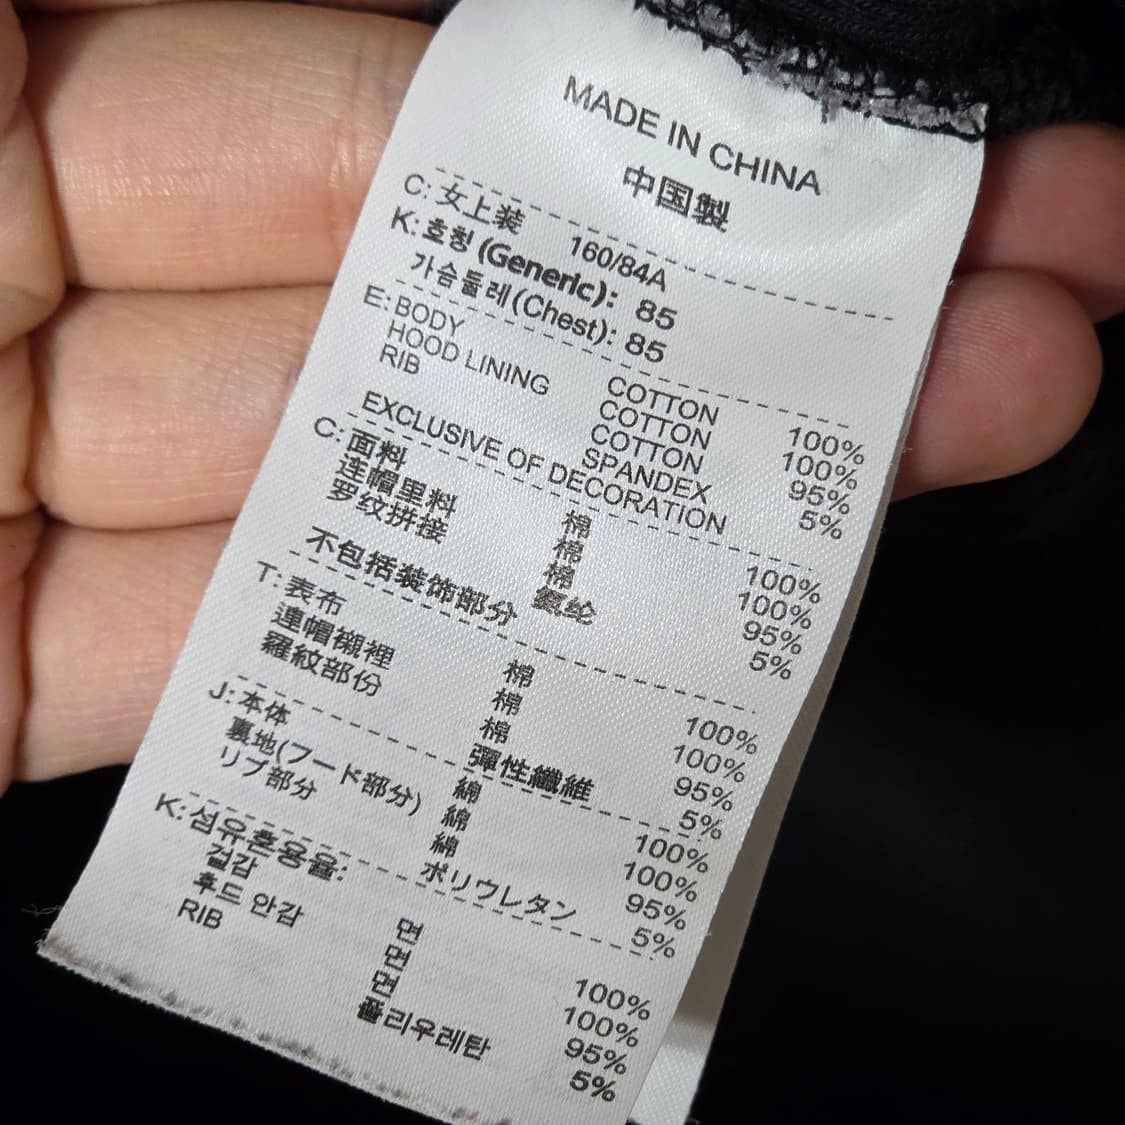 MADE IN CHINA
中国製
C: 女上装 160/84A
K: 호칭 (Generic): 85
가슴둘레 (Chest): 85
E: BODY COTTON 100%
HOOD LINING COTTON 100%
RIB COTTON 95%
SPANDEX 5%
EXCLUSIVE OF DECORATION
C: 面料 棉 100%
连帽里料 棉 100%
罗纹拼接 棉 95%
氨纶 5%
不包括装饰部分
T: 表布 棉 100%
連帽襯裡 棉 100%
羅紋部份 棉 95%
彈性纖維 5%
J: 本体 綿 100%
裏地(フード部分) 綿 100%
リブ部分 綿 95%
ポリウレタン 5%
K: 섬유혼용율:
겉감 면 100%
후드 안감 면 100%
RIB 면 95%
폴리우레탄 5%